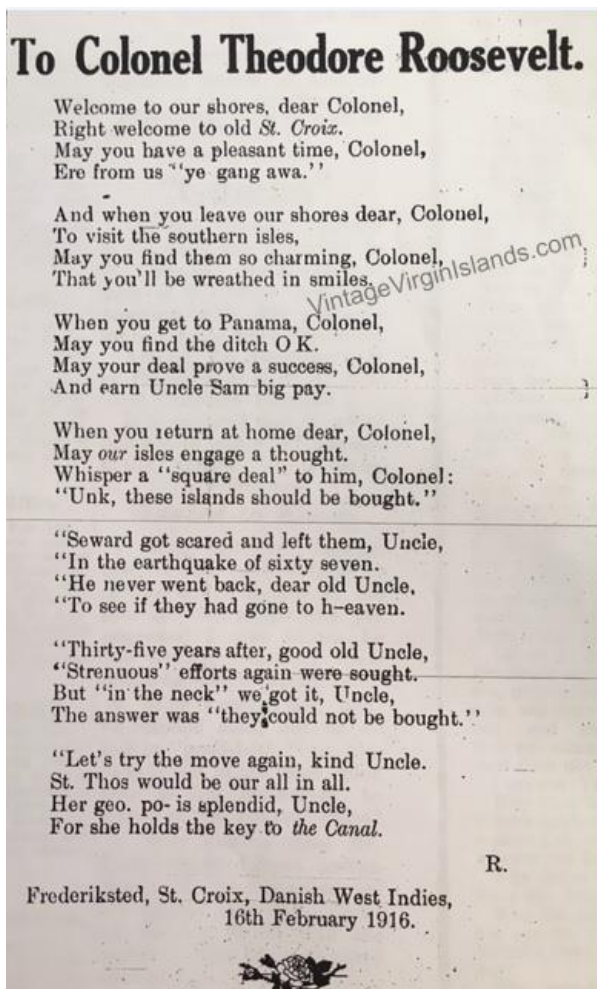 To Colonel Theodore Roosevelt.
Welcome to our shores, dear Colonel,
Right welcome to old St. Croix.
May you have a pleasant time, Colonel,
Ere from us "ye gang awa."
And when you leave our shores dear, Colonel,
To visit the southern isles,
May you find them so charming, Colonel,
That you'll be wreathed in smiles.
VintageVirginIslands.com
When you get to Panama, Colonel,
May you find the ditch O K.
May your deal prove a success, Colonel,
And earn Uncle Sam big pay.
When you return at home dear, Colonel,
May our isles engage a thought.
Whisper a "square deal" to him, Colonel:
"Unk, these islands should be bought."
"Seward got scared and left them, Uncle,
"In the earthquake of sixty seven.
"He never went back, dear old Uncle,
"To see if they had gone to h-eaven.
"Thirty-five years after, good old Uncle,
"Strenuous" efforts again were sought.
But "in the neck" we got it, Uncle,
The answer was "they could not be bought."
"Let's try the move again, kind Uncle.
St. Thos would be our all in all.
Her geo. po- is splendid, Uncle,
For she holds the key to the Canal.
R.
Frederiksted, St. Croix, Danish West Indies,
16th February 1916.